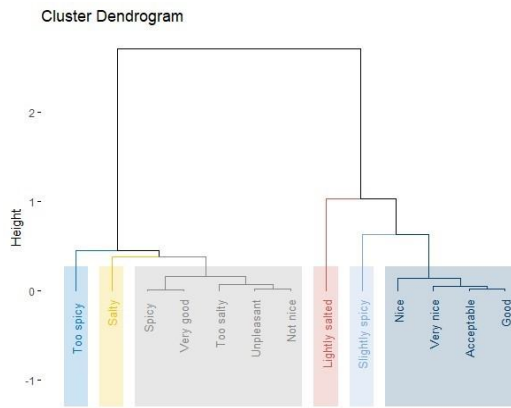 Cluster Dendrogram
Height
2
1
0
-1
Too spicy
Salty
Spicy
Very good
Too salty
Unpleasant
Not nice
Lightly salted
Slightly spicy
Nice
Very nice
Acceptable
Good